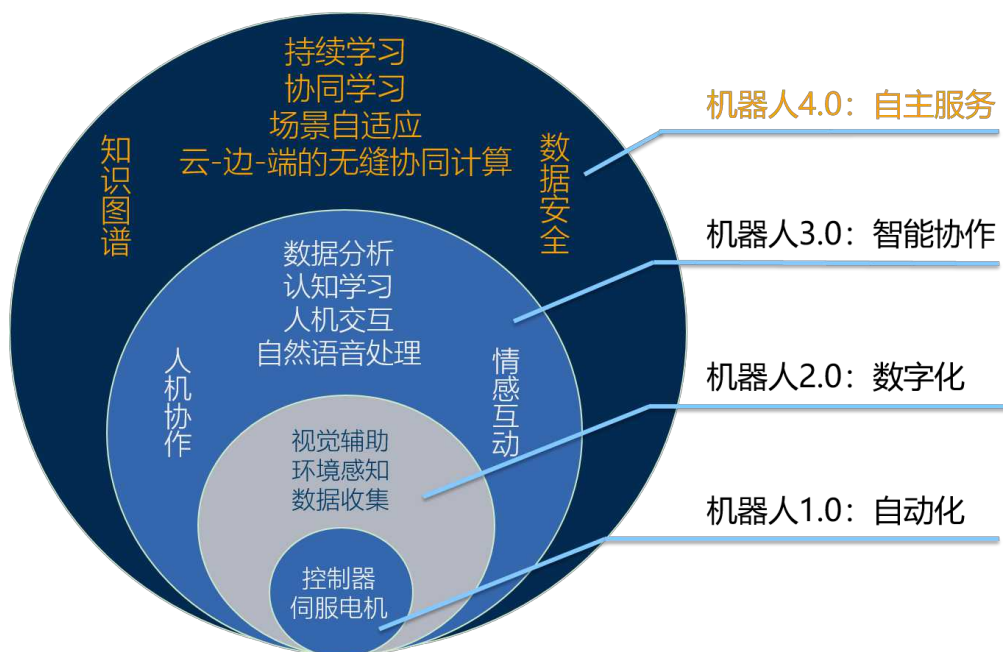 持续学习
协同学习
场景自适应
云-边-端的无缝协同计算
知识图谱
数据安全
数据分析
认知学习
人机交互
自然语音处理
人机协作
情感互动
视觉辅助
环境感知
数据收集
控制器
伺服电机
机器人4.0：自主服务
机器人3.0：智能协作
机器人2.0：数字化
机器人1.0：自动化